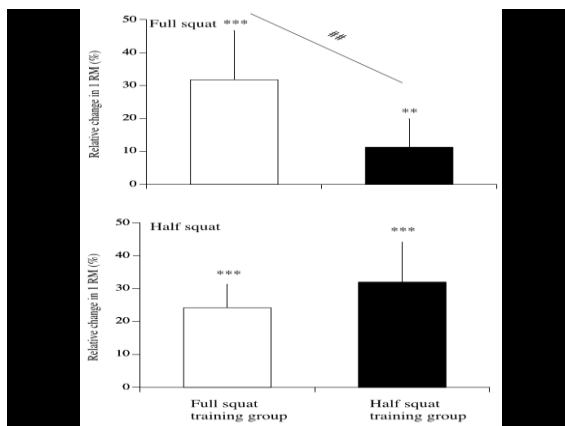 50
Full squat ***
##
40
30
20
**
10
0
Relative change in 1 RM (%)
50
Half squat
***
40
30
***
20
10
0
Relative change in 1 RM (%)
Full squat
training group
Half squat
training group